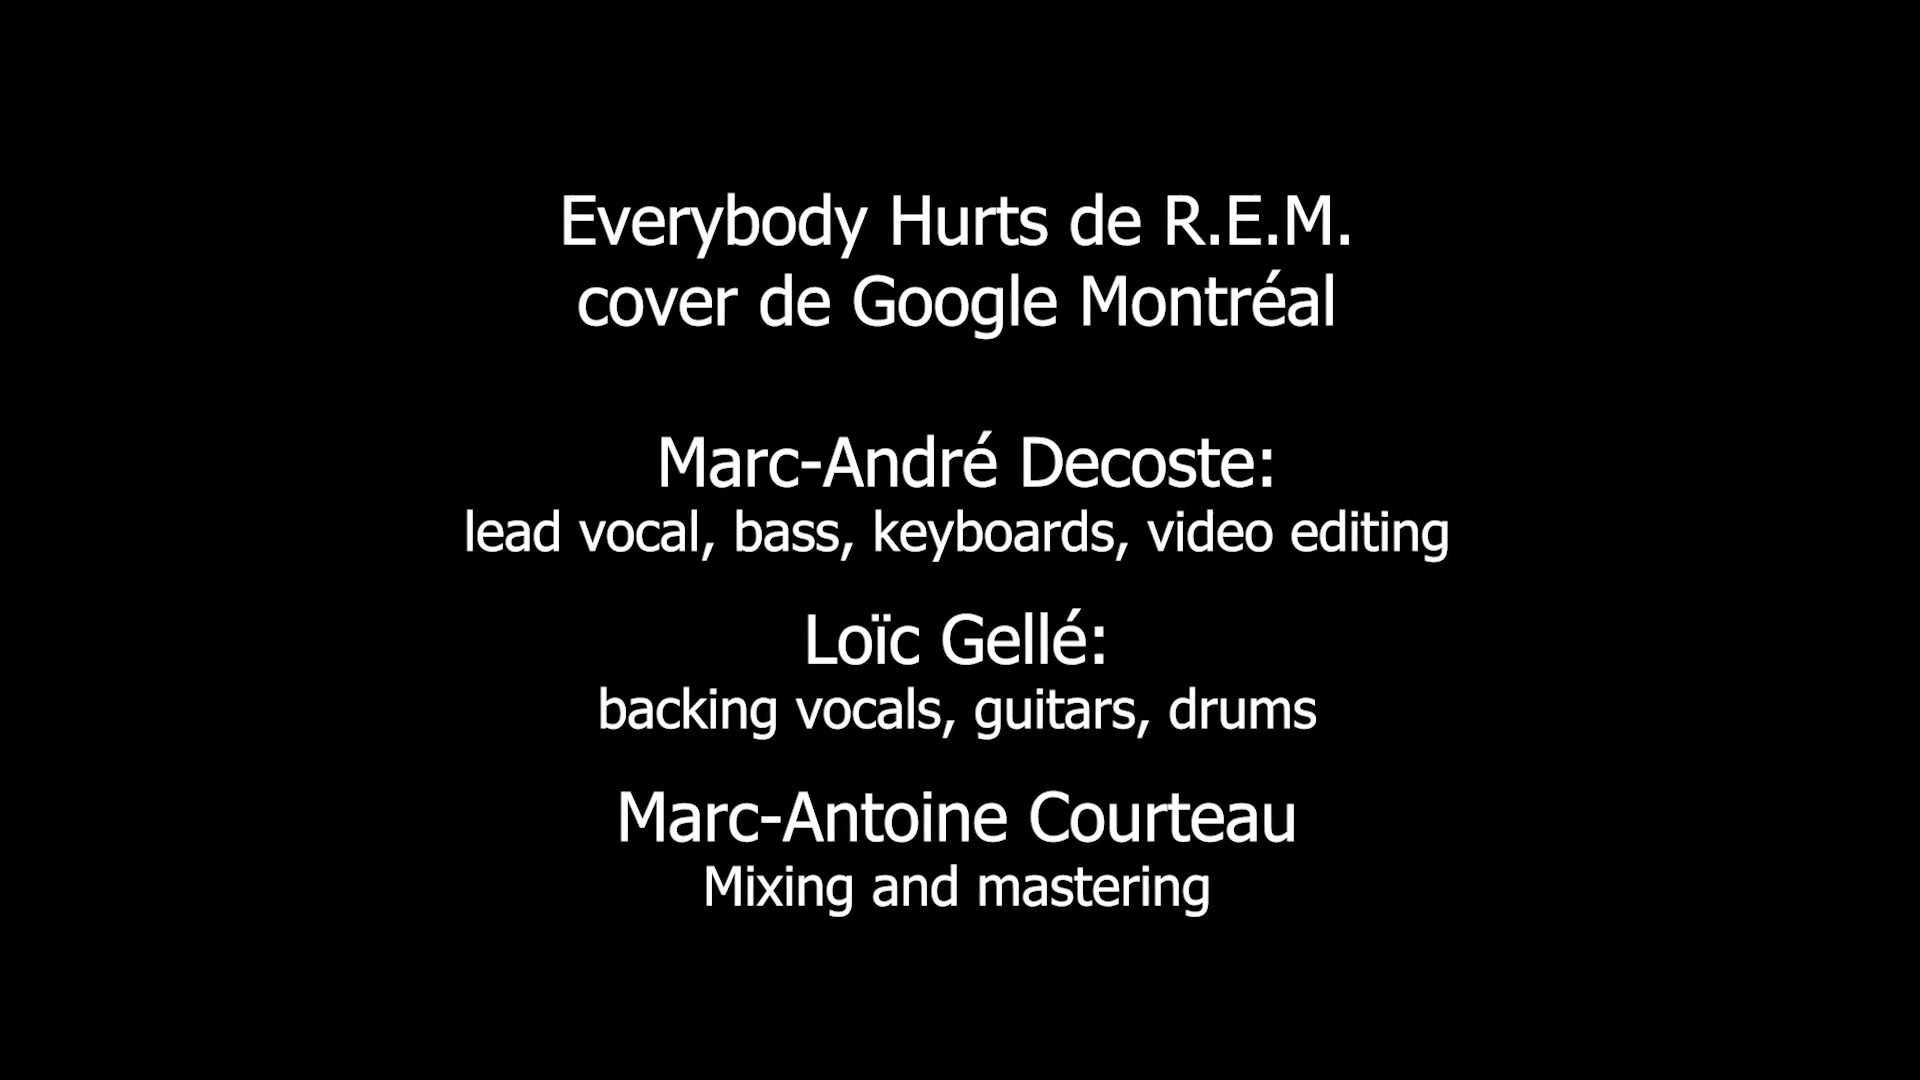 Everybody Hurts de R.E.M.
cover de Google Montréal
Marc-André Decoste:
lead vocal, bass, keyboards, video editing
Loïc Gellé:
backing vocals, guitars, drums
Marc-Antoine Courteau
Mixing and mastering